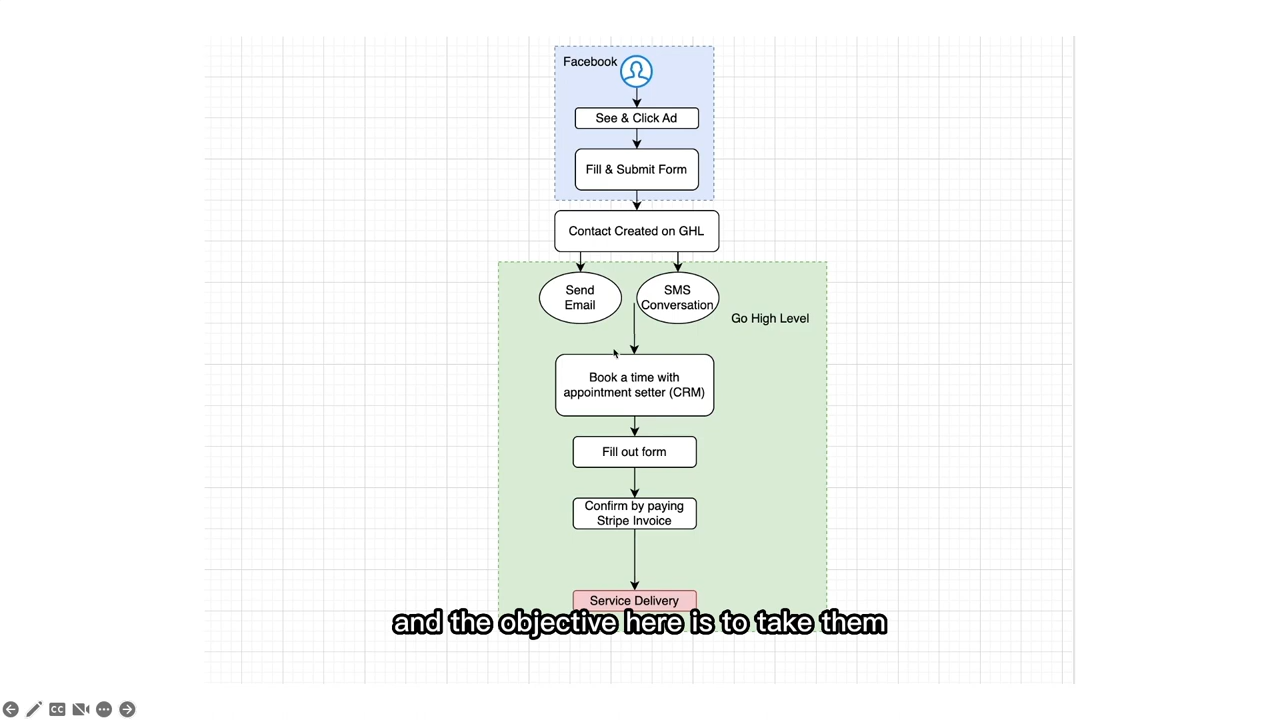 Facebook
See & Click Ad
Fill & Submit Form
Contact Created on GHL
Send
Email
SMS
Conversation
Go High Level
Book a time with
appointment setter (CRM)
Fill out form
Confirm by paying
Stripe Invoice
Service Delivery
and the objective here is to take them
CC